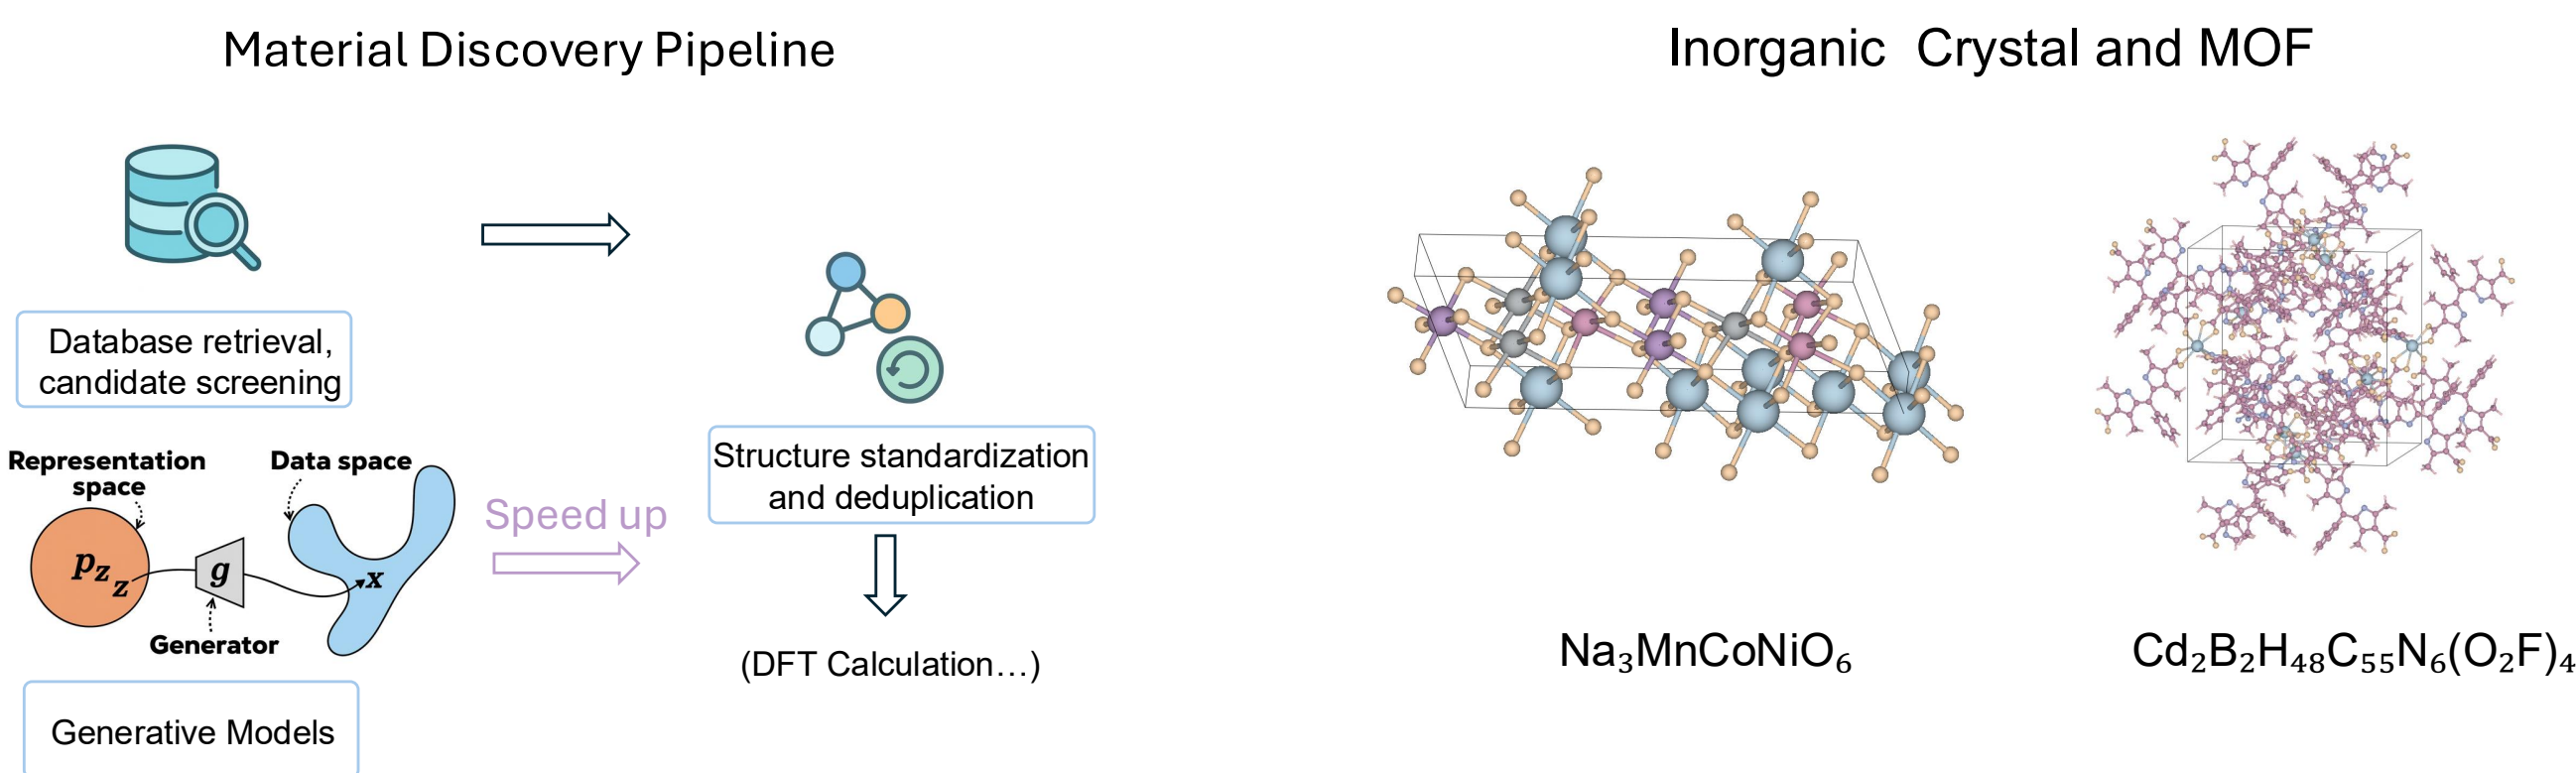 Material Discovery Pipeline
Database retrieval,
candidate screening
Representation
space
Data space
p_z
z
g
x
Generator
Generative Models
Speed up
Structure standardization
and deduplication
(DFT Calculation…)
Inorganic Crystal and MOF
Na₃MnCoNiO₆
Cd₂B₂H₄₈C₅₅N₆(O₂F)₄